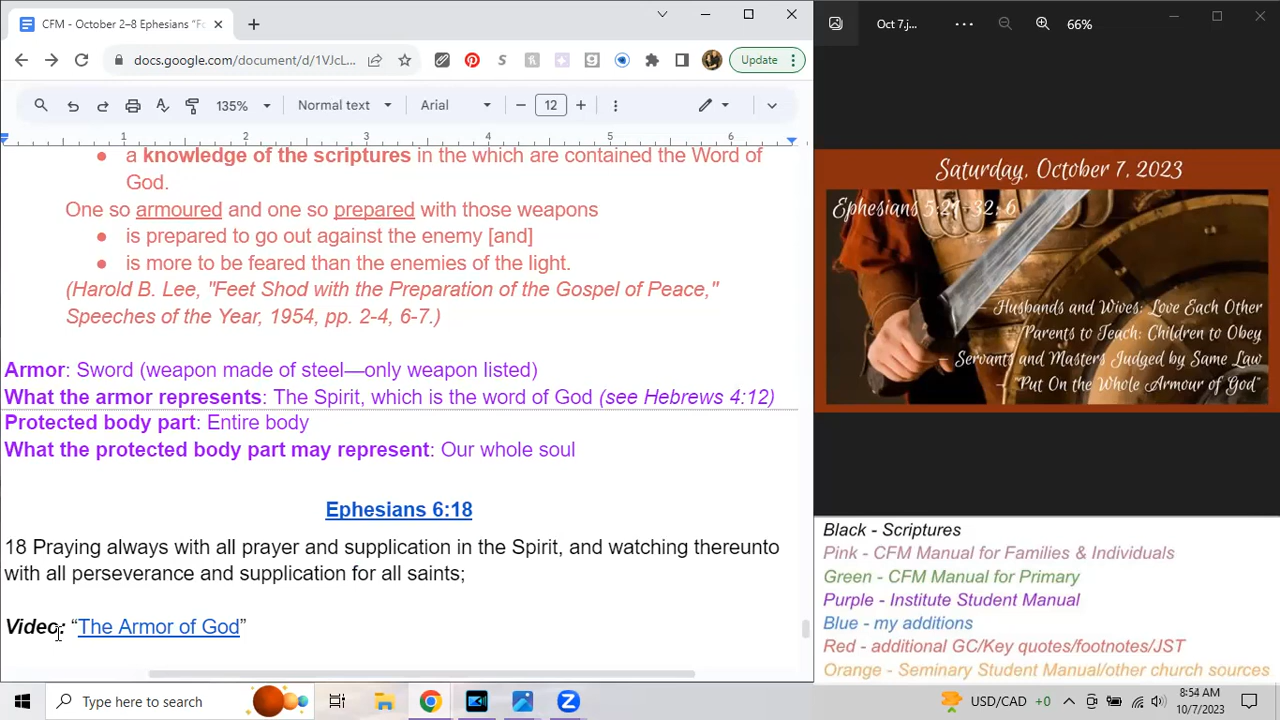 CFM - October 2–8 Ephesians “Fo
docs.google.com/document/d/1VJcL...
Update
135%
Normal text
Arial
12
1 2 3 4 5 6
• a knowledge of the scriptures in the which are contained the Word of
God.
One so armoured and one so prepared with those weapons
• is prepared to go out against the enemy [and]
• is more to be feared than the enemies of the light.
(Harold B. Lee, "Feet Shod with the Preparation of the Gospel of Peace,"
Speeches of the Year, 1954, pp. 2-4, 6-7.)
Armor: Sword (weapon made of steel—only weapon listed)
What the armor represents: The Spirit, which is the word of God (see Hebrews 4:12)
Protected body part: Entire body
What the protected body part may represent: Our whole soul
Ephesians 6:18
18 Praying always with all prayer and supplication in the Spirit, and watching thereunto
with all perseverance and supplication for all saints;
Video: “The Armor of God”
Oct 7.j...
66%
Saturday, October 7, 2023
Ephesians 5:21-32; 6
– Husbands and Wives: Love Each Other
– Parents to Teach: Children to Obey
– Servants and Masters Judged by Same Law
– "Put On the Whole Armour of God"
Black - Scriptures
Pink - CFM Manual for Families & Individuals
Green - CFM Manual for Primary
Purple - Institute Student Manual
Blue - my additions
Red - additional GC/Key quotes/footnotes/JST
Orange - Seminary Student Manual/other church sources
Type here to search
USD/CAD +0
8:54 AM
10/7/2023